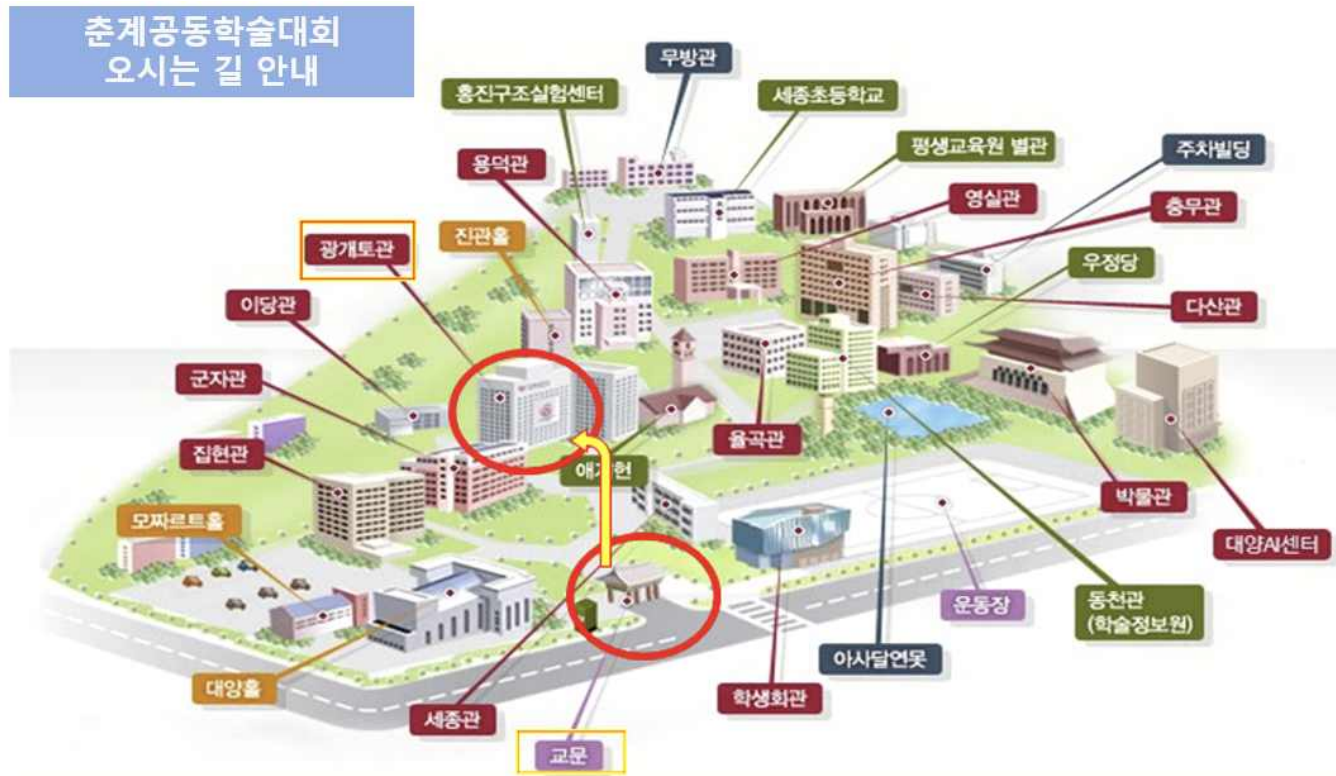 춘계공동학술대회
오시는 길 안내
무방관
홍진구조실험센터
세종초등학교
용덕관
평생교육원 별관
주차빌딩
영실관
충무관
광개토관
진관홀
우정당
이당관
다산관
군자관
율곡관
집현관
애지헌
박물관
모짜르트홀
대양AI센터
운동장
동천관
(학술정보원)
아사달연못
대양홀
학생회관
세종관
교문